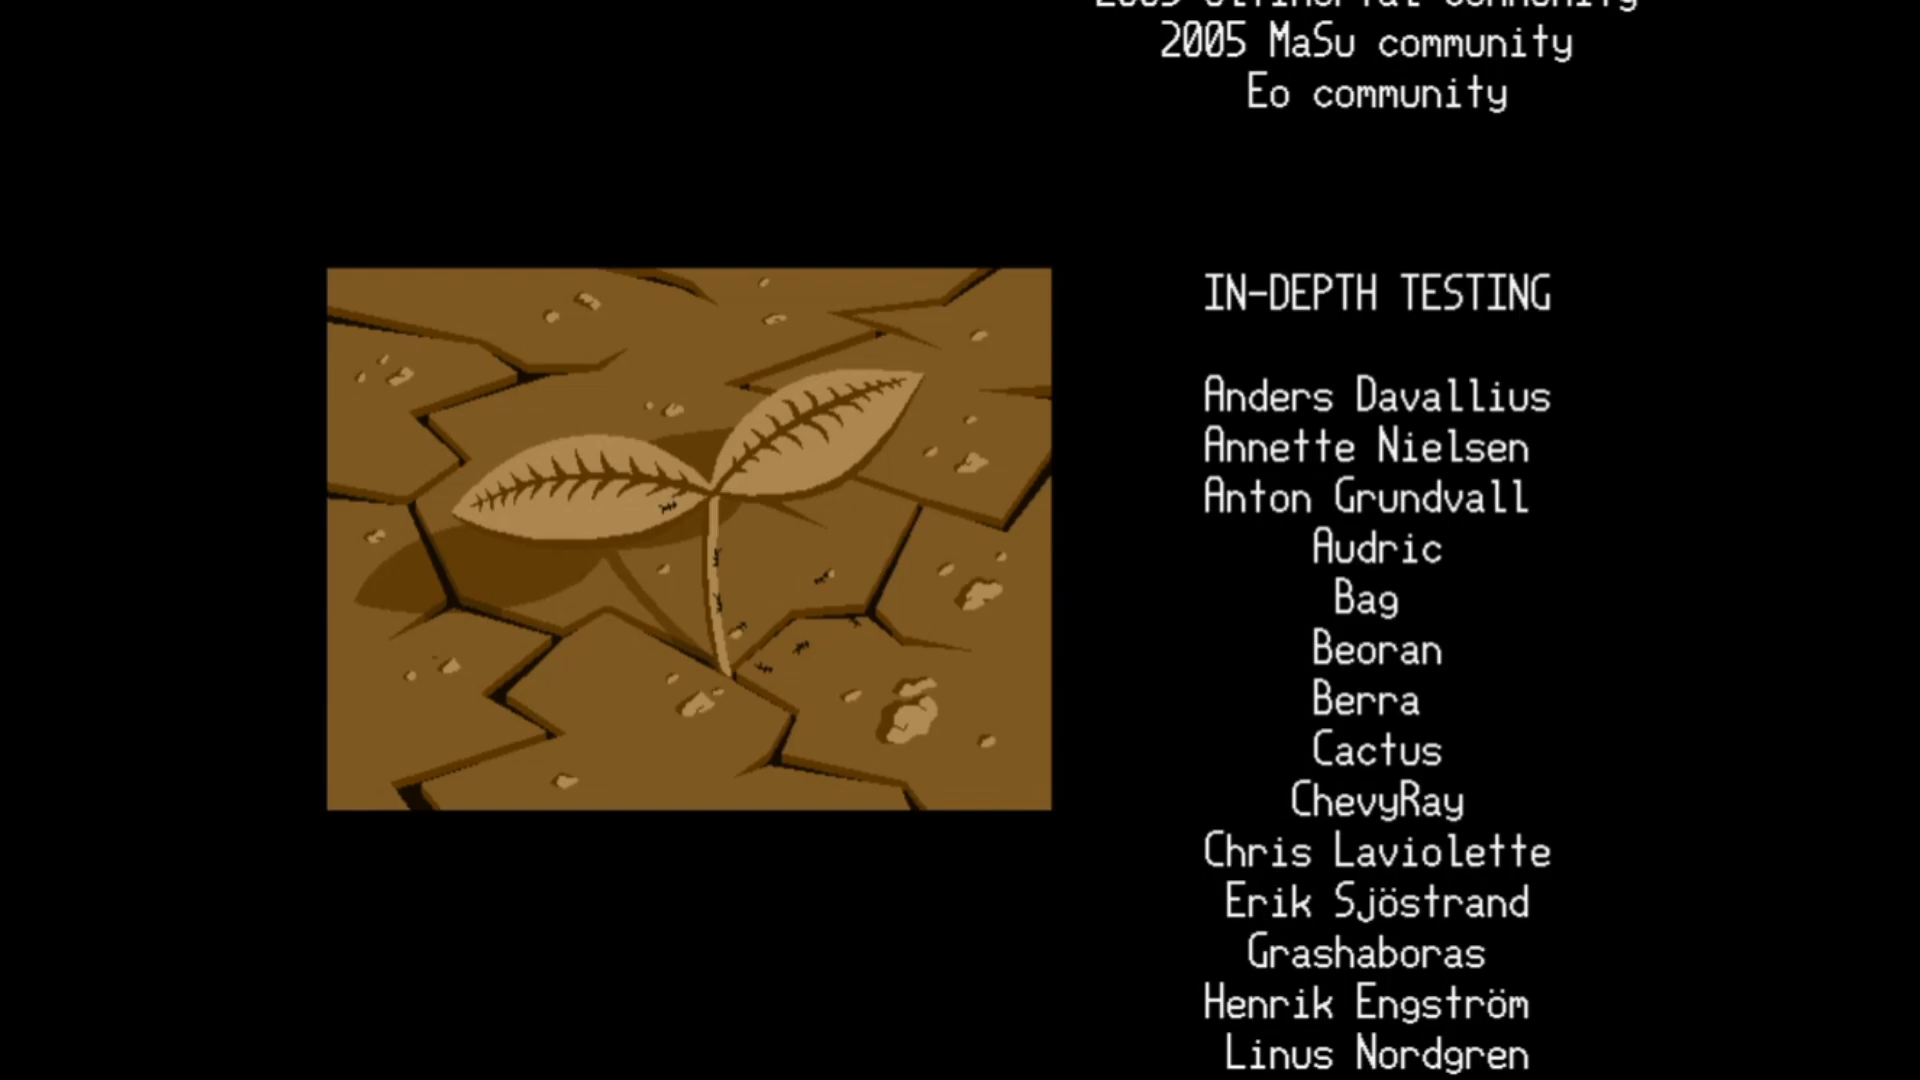 community
2005 MaSu community
Eo community
IN-DEPTH TESTING
Anders Davallius
Annette Nielsen
Anton Grundvall
Audric
Bag
Beoran
Berra
Cactus
ChevyRay
Chris Laviolette
Erik Sjöstrand
Grashaboras
Henrik Engström
Linus Nordgren